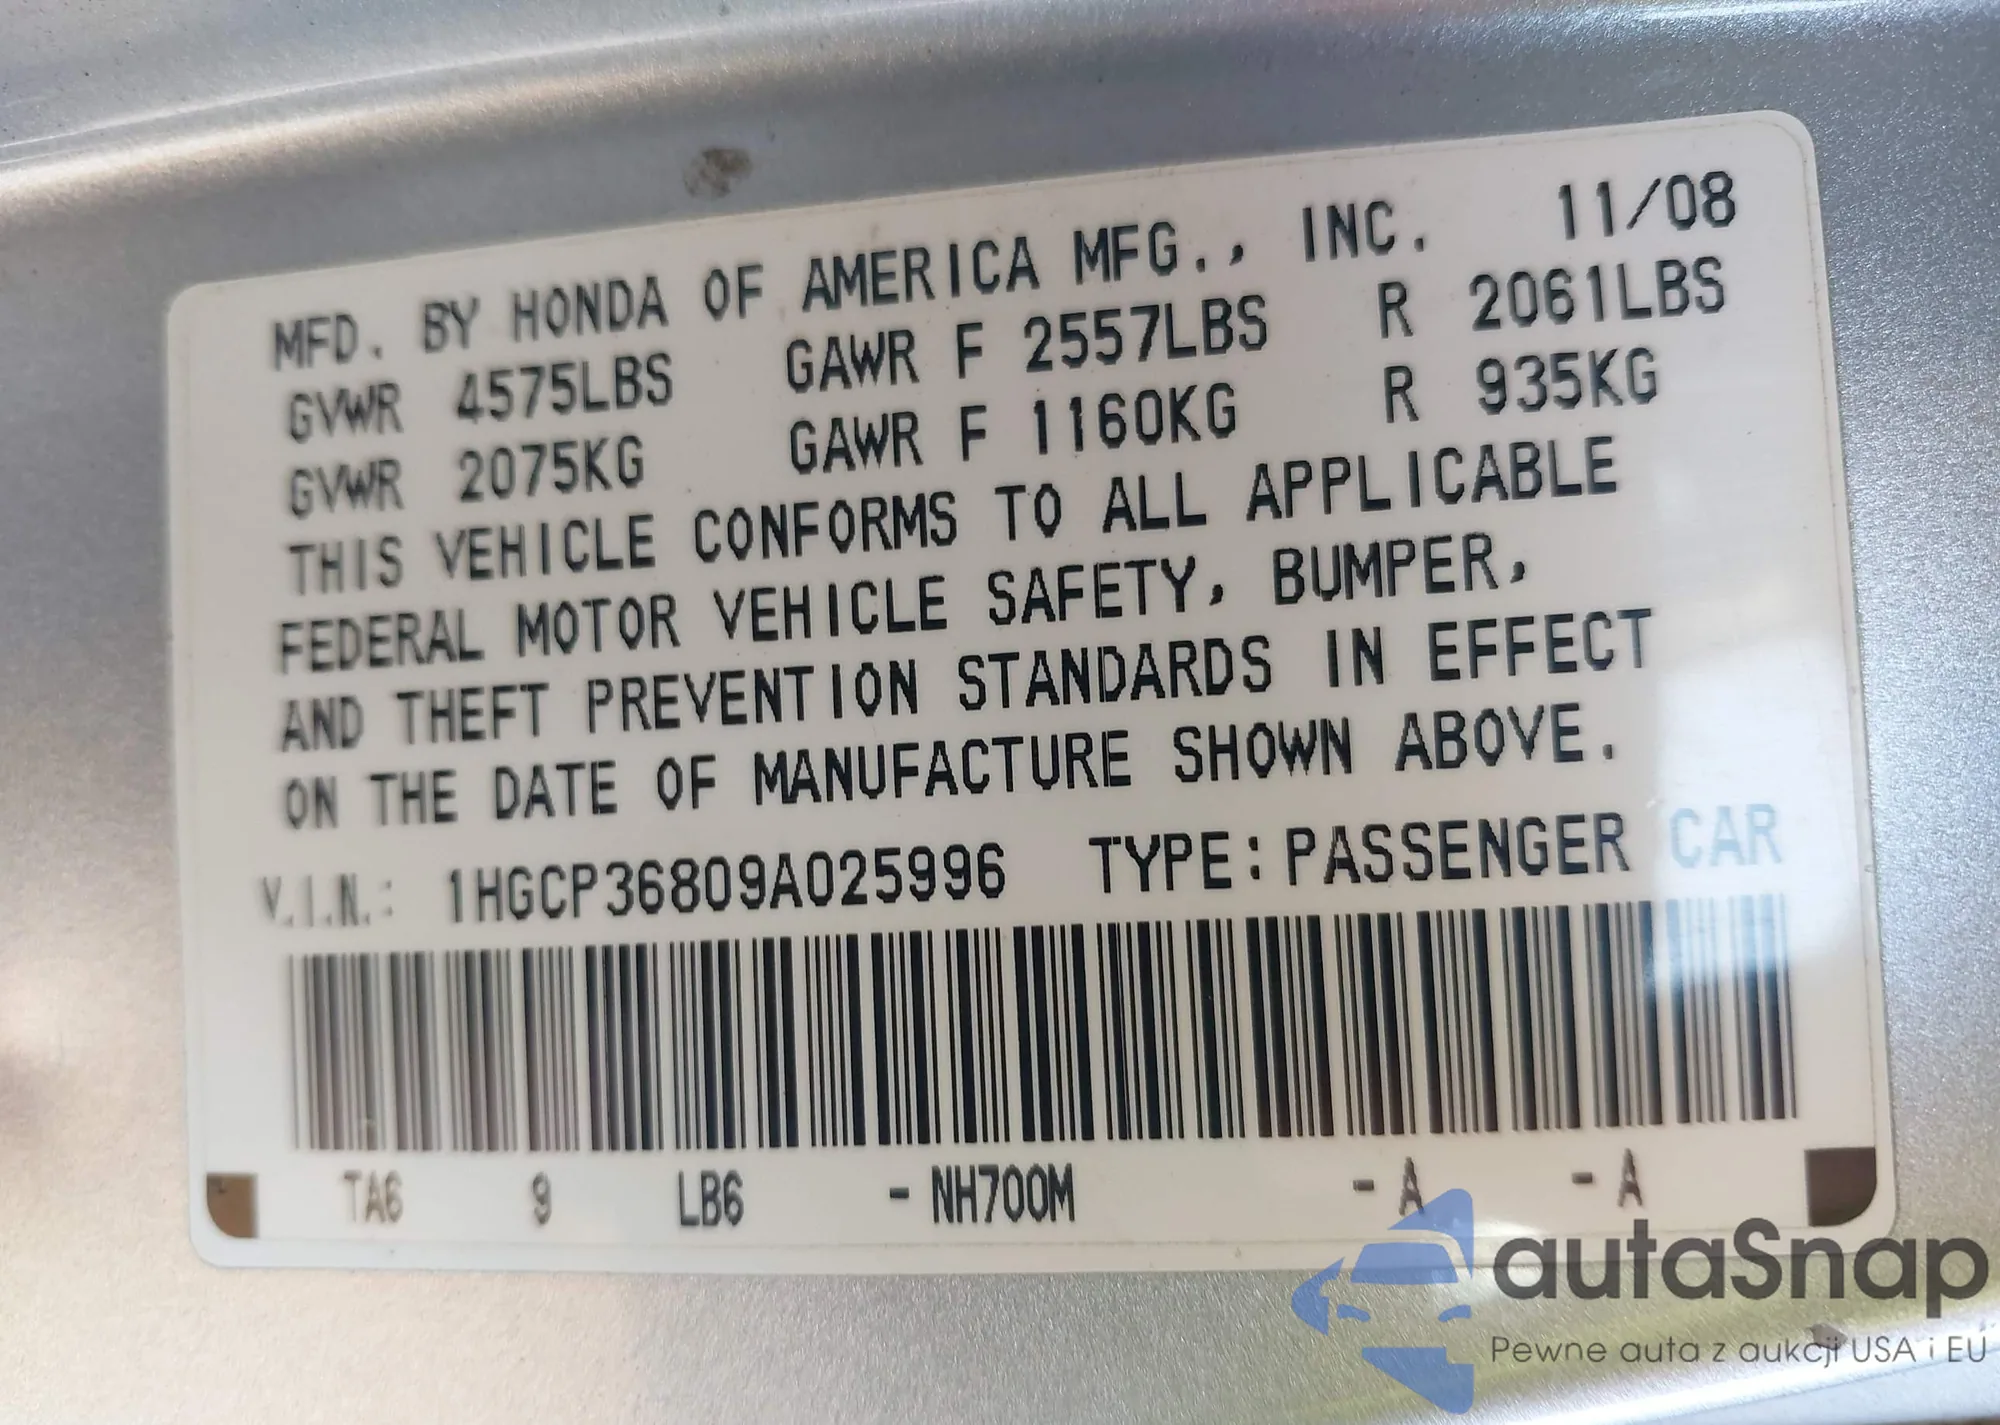 MFD. BY HONDA OF AMERICA MFG., INC. 11/08
GVWR 4575LBS GAWR F 2557LBS R 2061LBS
GVWR 2075KG GAWR F 1160KG R 935KG
THIS VEHICLE CONFORMS TO ALL APPLICABLE
FEDERAL MOTOR VEHICLE SAFETY, BUMPER,
AND THEFT PREVENTION STANDARDS IN EFFECT
ON THE DATE OF MANUFACTURE SHOWN ABOVE.
V.I.N.: 1HGCP36809A025996 TYPE: PASSENGER CAR
TA6 9 LB6 - NH700M - A - A
autaSnap
Pewne auta z aukcji USA i EU